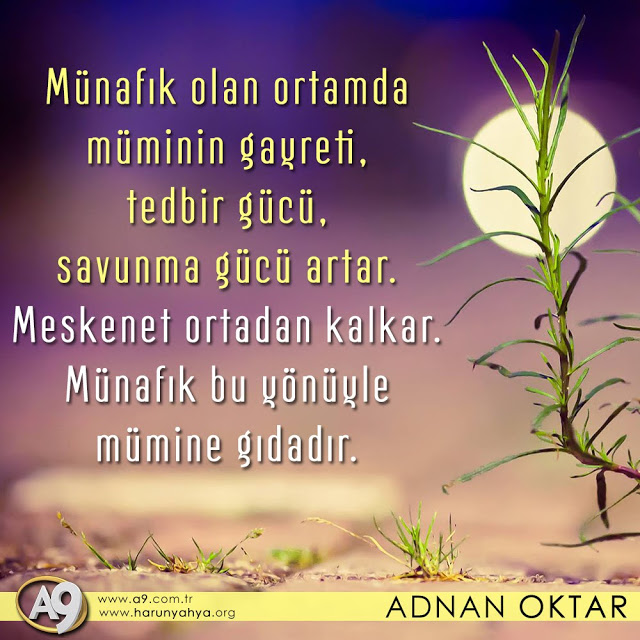 Münafık olan ortamda
müminin gayreti,
tedbir gücü,
savunma gücü artar.
Meskenet ortadan kalkar.
Münafık bu yönüyle
mümine gıdadır.
A9
www.a9.com.tr
www.harunyahya.org
ADNAN OKTAR